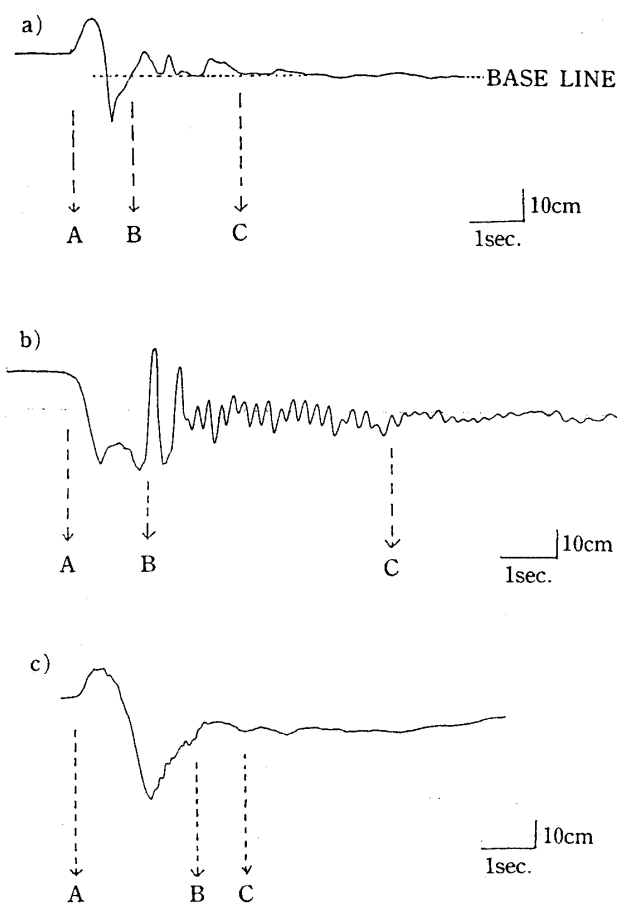 a)
BASE LINE
A B C
10cm
1sec.
b)
A B C
10cm
1sec.
c)
A B C
10cm
1sec.